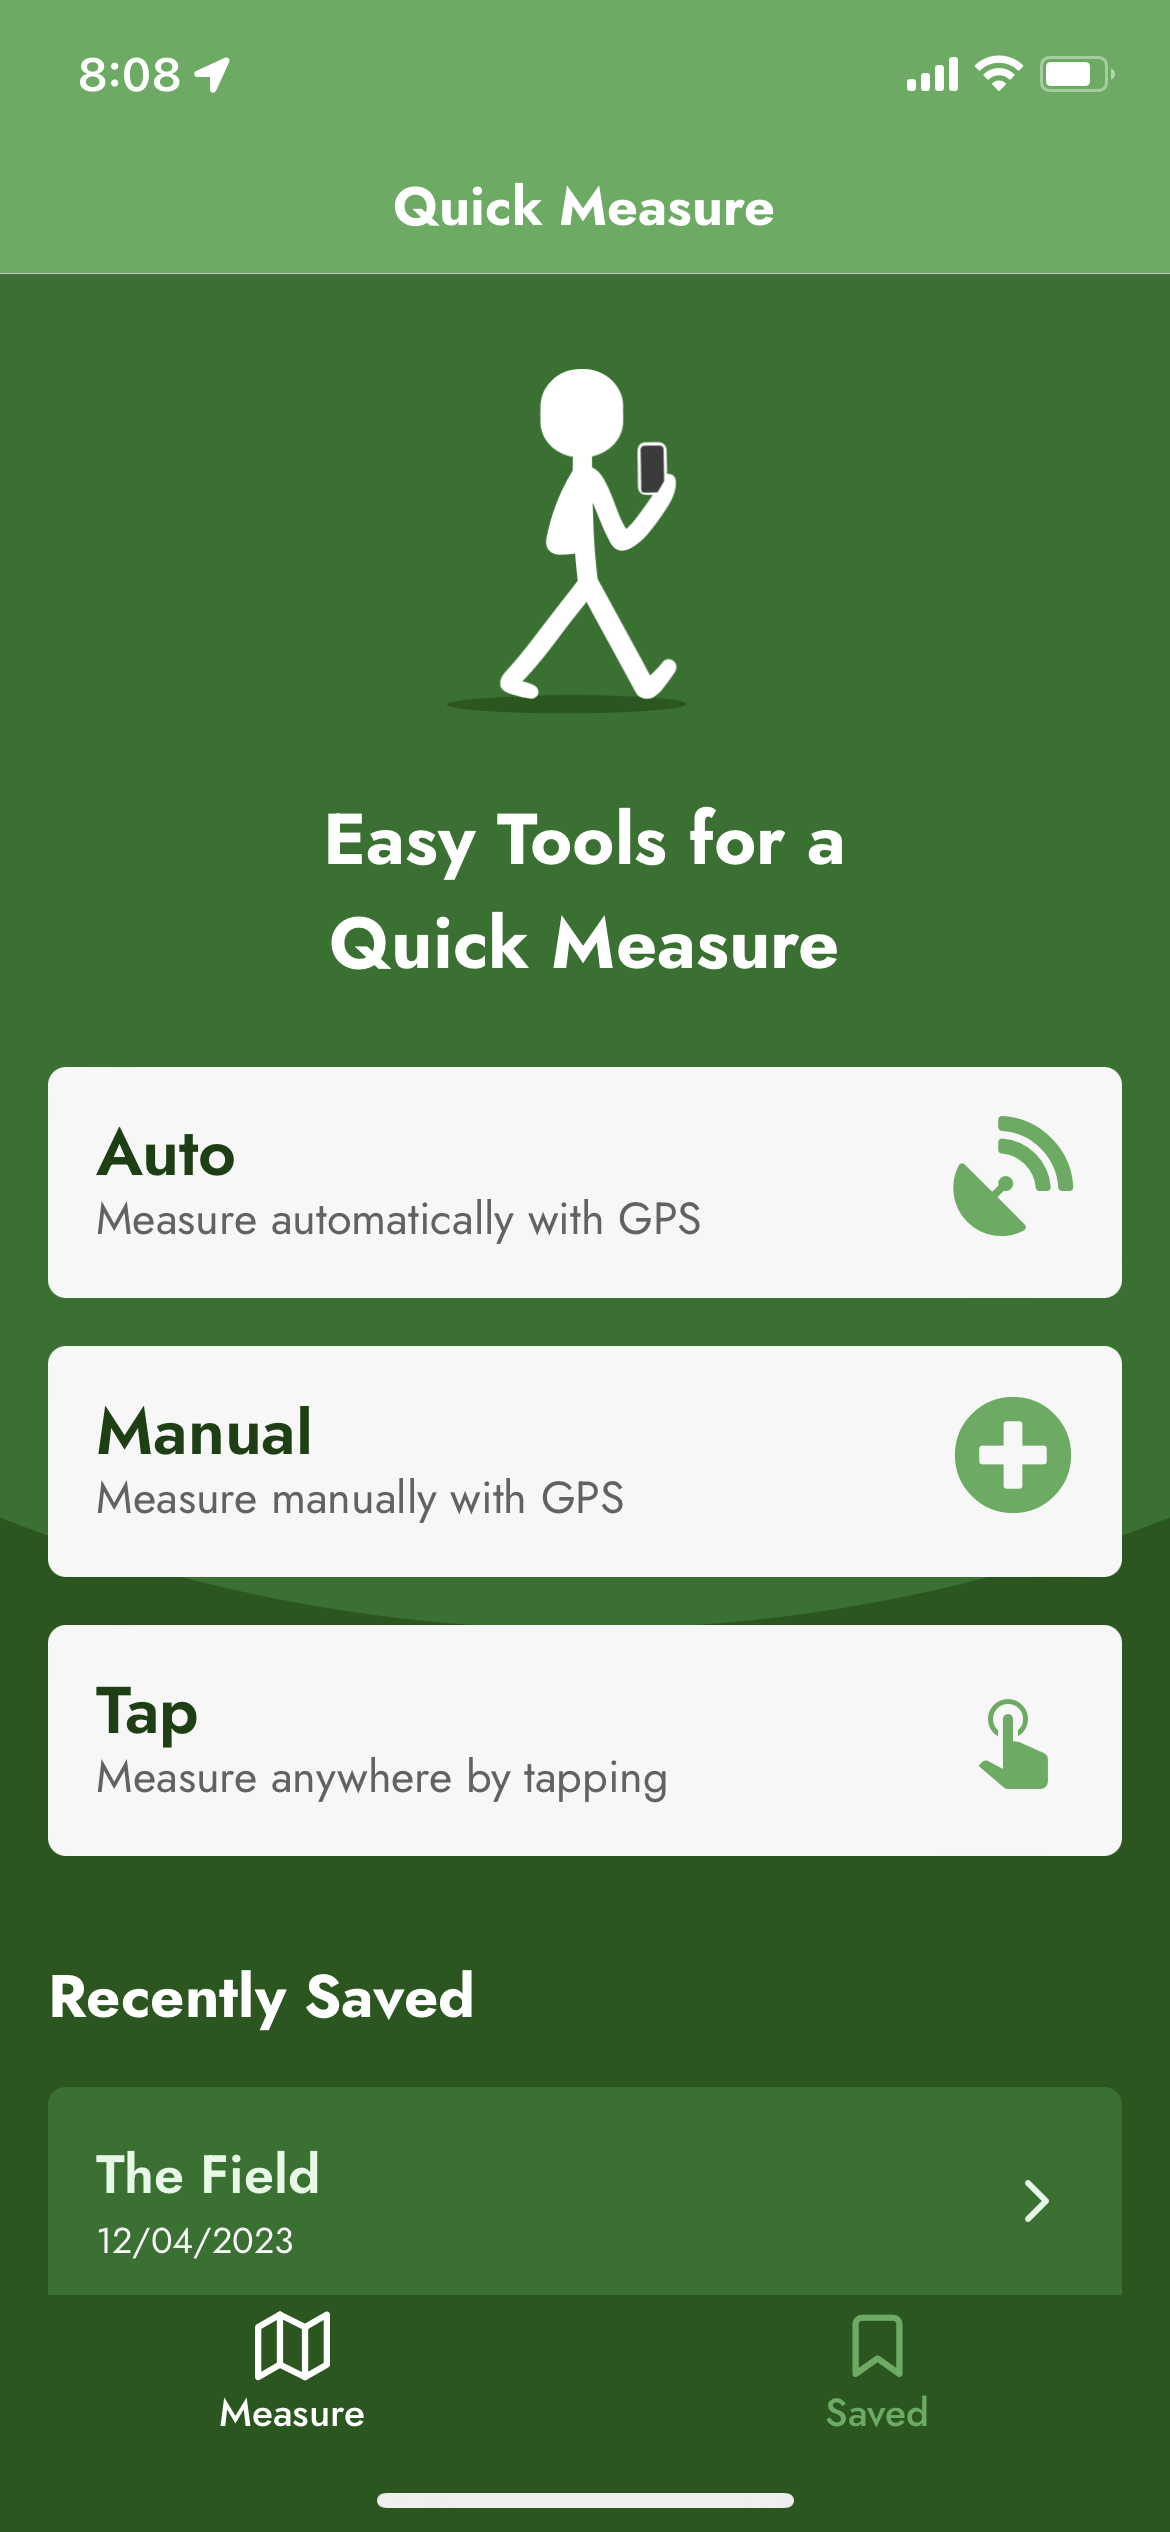 8:08
Quick Measure
Easy Tools for a
Quick Measure
Auto
Measure automatically with GPS
Manual
Measure manually with GPS
Tap
Measure anywhere by tapping
Recently Saved
The Field
12/04/2023
Measure
Saved